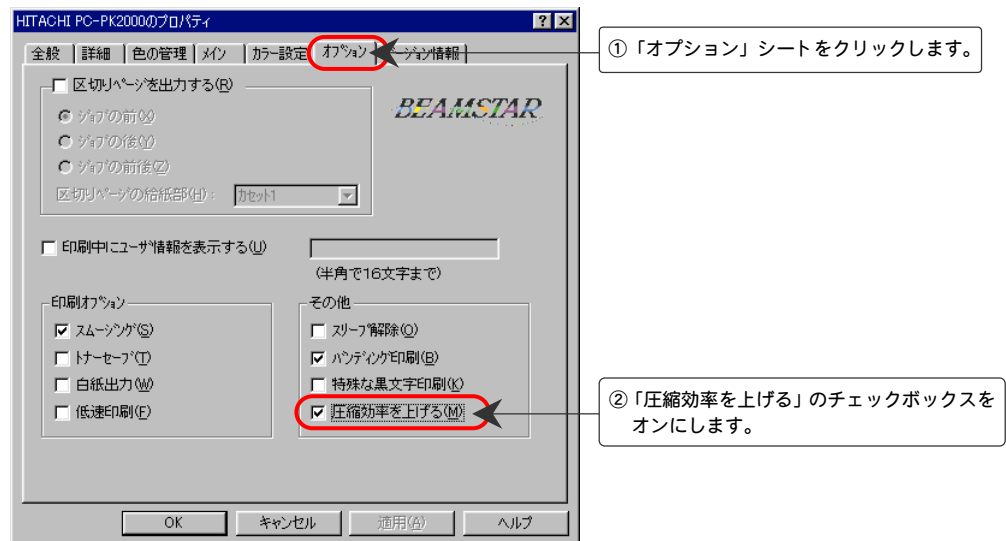 HITACHI PC-PK2000のプロパティ
全般 詳細 色の管理 メイン カラー設定 オプション バージョン情報
①「オプション」シートをクリックします。
区切りページを出力する(R)
BEAMSTAR
ジョブの前(X)
ジョブの後(Y)
ジョブの前後(Z)
区切りページの給紙部(H): カセット1
印刷中にユーザ情報を表示する(U)
(半角で16文字まで)
印刷オプション
スムージング(S)
トナーセーブ(T)
白紙出力(W)
低速印刷(F)
その他
スリープ解除(O)
バンディング印刷(B)
特殊な黒文字印刷(K)
圧縮効率を上げる(M)
②「圧縮効率を上げる」のチェックボックスを
オンにします。
OK キャンセル 適用(A) ヘルプ